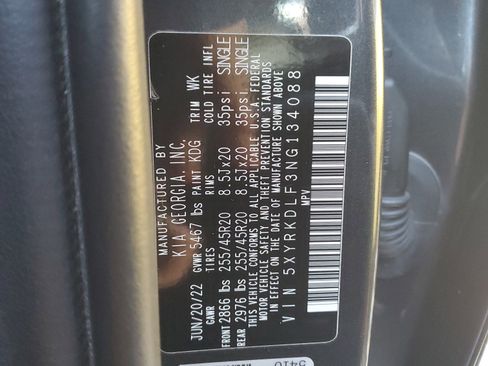 MANUFACTURED BY
KIA GEORGIA, INC.
JUN/20/22 GVWR 5467 lbs PAINT KDG TRIM WK
GAWR TIRES RIMS COLD TIRE INFL
FRONT 2866 lbs 255/45R20 8.5Jx20 35psi SINGLE
REAR 2976 lbs 255/45R20 8.5Jx20 35psi SINGLE
THIS VEHICLE CONFORMS TO ALL APPLICABLE U.S.A. FEDERAL
MOTOR VEHICLE SAFETY AND THEFT PREVENTION STANDARDS
IN EFFECT ON THE DATE OF MANUFACTURE SHOWN ABOVE
VIN 5XYRKDLF3NG134088
MPV
5410